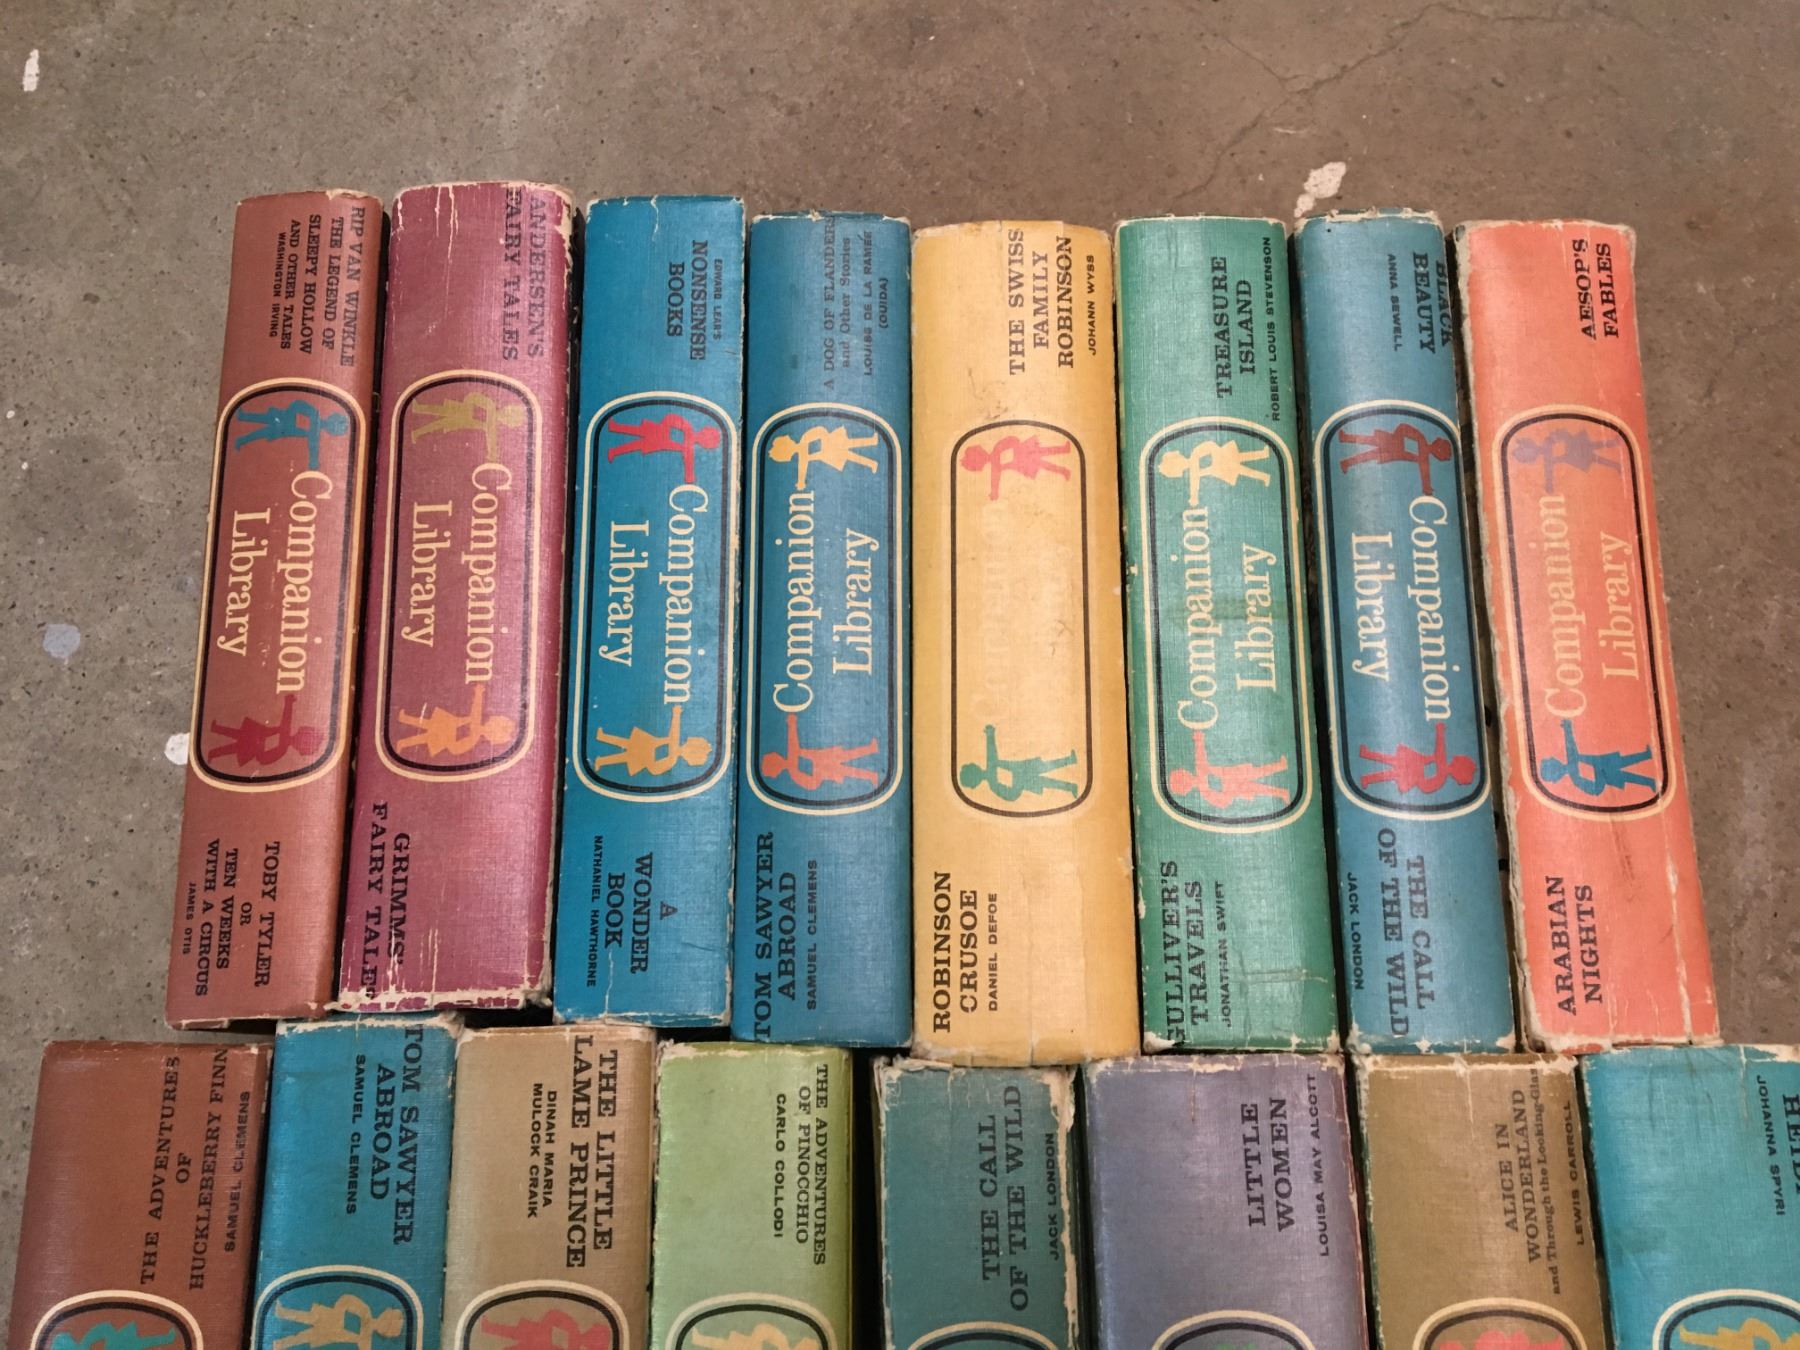 RIP VAN WINKLE
THE LEGEND OF
SLEEPY HOLLOW
AND OTHER TALES
WASHINGTON IRVING
Companion
Library
TOBY TYLER
OR
TEN WEEKS
WITH A CIRCUS
JAMES OTIS
ANDERSEN'S
FAIRY TALES
Companion
Library
GRIMMS'
FAIRY TALES
EDWARD LEAR'S
NONSENSE
BOOKS
Companion
Library
A
WONDER
BOOK
NATHANIEL HAWTHORNE
A DOG OF FLANDERS
and Other Stories
LOUISE DE LA RAMÉE
(OUIDA)
Companion
Library
TOM SAWYER
ABROAD
SAMUEL CLEMENS
THE SWISS
FAMILY
ROBINSON
JOHANN WYSS
Companion
ROBINSON
CRUSOE
DANIEL DEFOE
TREASURE
ISLAND
ROBERT LOUIS STEVENSON
Companion
Library
GULLIVER'S
TRAVELS
JONATHAN SWIFT
BLACK
BEAUTY
ANNA SEWELL
Companion
Library
THE CALL
OF THE WILD
JACK LONDON
AESOP'S
FABLES
Companion
Library
ARABIAN
NIGHTS
THE ADVENTURES
OF
HUCKLEBERRY FINN
SAMUEL CLEMENS
TOM SAWYER
ABROAD
SAMUEL CLEMENS
THE LITTLE
LAME PRINCE
DINAH MARIA
MULOCK CRAIK
THE ADVENTURES
OF PINOCCHIO
CARLO COLLODI
THE CALL
OF THE WILD
JACK LONDON
LITTLE
WOMEN
LOUISA MAY ALCOTT
ALICE IN
WONDERLAND
and Through the Looking-Glass
LEWIS CARROLL
HEIDI
JOHANNA SPYRI